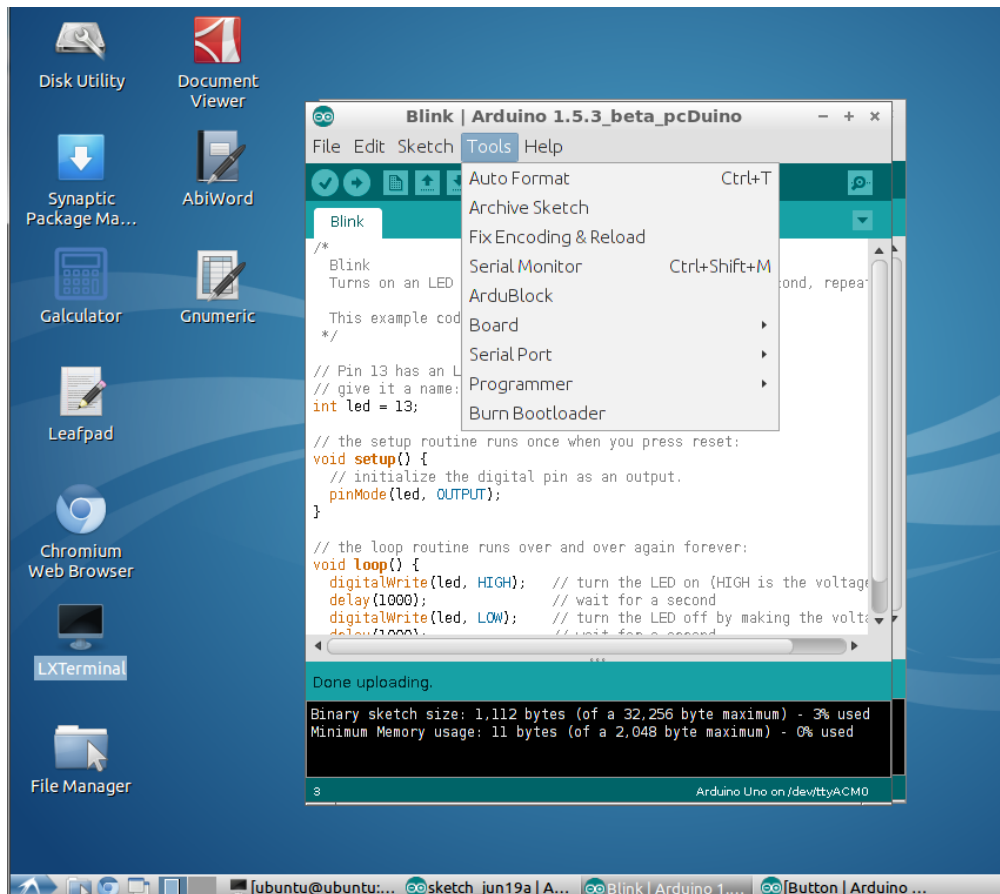 Disk Utility
Document
Viewer
Synaptic
Package Ma...
AbiWord
Galculator
Gnumeric
Leafpad
Chromium
Web Browser
LXTerminal
File Manager
Blink | Arduino 1.5.3_beta_pcDuino
File Edit Sketch Tools Help
Auto Format Ctrl+T
Archive Sketch
Fix Encoding & Reload
Serial Monitor Ctrl+Shift+M
ArduBlock
Board
Serial Port
Programmer
Burn Bootloader
Blink
/*
Blink
Turns on an LED ond, repea
This example cod
*/
// Pin 13 has an L
// give it a name:
int led = 13;
// the setup routine runs once when you press reset:
void setup() {
// initialize the digital pin as an output.
pinMode(led, OUTPUT);
}
// the loop routine runs over and over again forever:
void loop() {
digitalWrite(led, HIGH); // turn the LED on (HIGH is the voltage
delay(1000); // wait for a second
digitalWrite(led, LOW); // turn the LED off by making the volta
delay(1000); // wait for a second
Done uploading.
Binary sketch size: 1,112 bytes (of a 32,256 byte maximum) - 3% used
Minimum Memory usage: 11 bytes (of a 2,048 byte maximum) - 0% used
3 Arduino Uno on /dev/ttyACM0
[ubuntu@ubuntu:... sketch_jun19a | A... Blink | Arduino 1.... [Button | Arduino ...